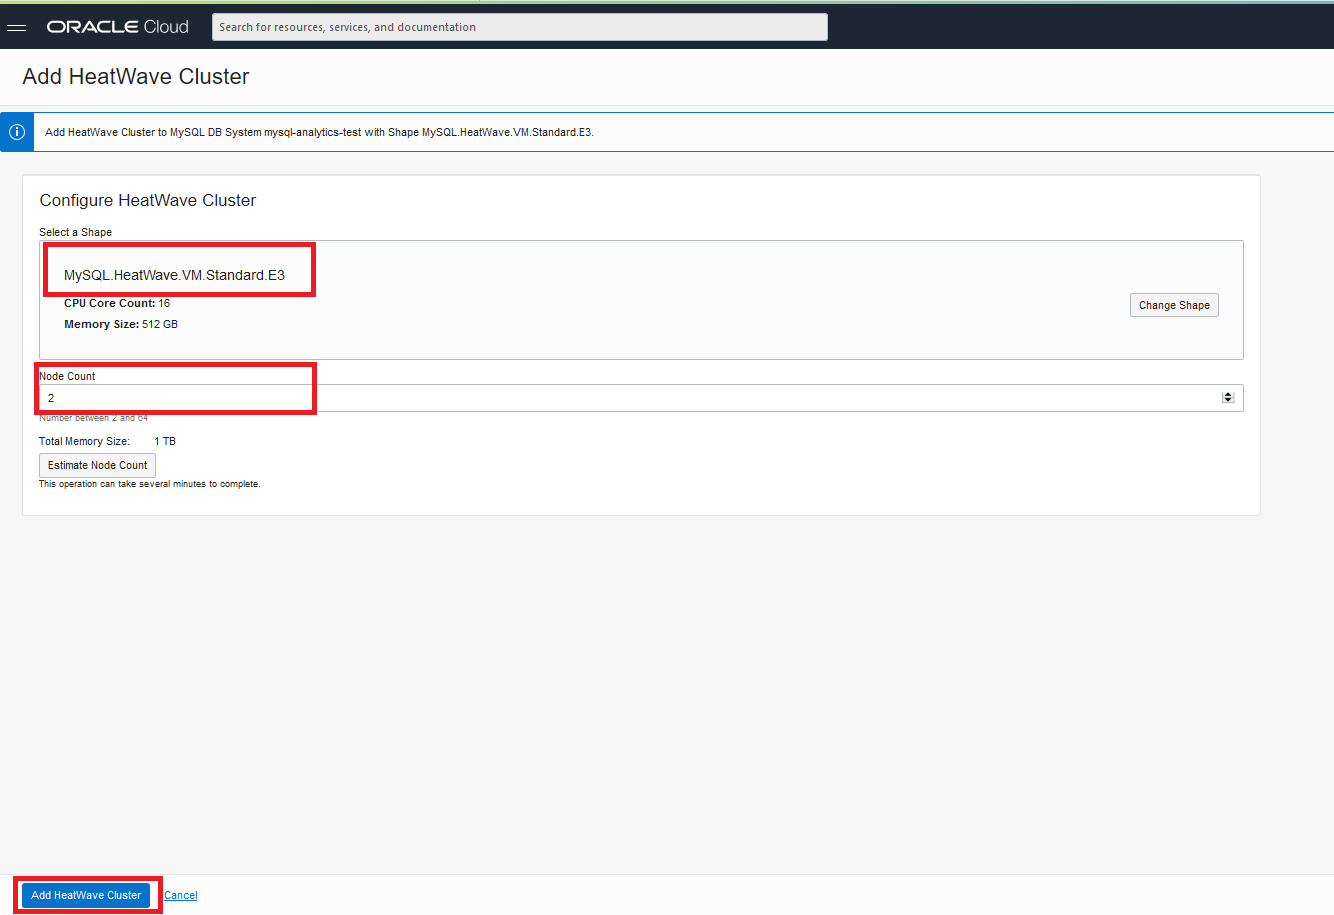 ORACLE Cloud
Search for resources, services, and documentation
Add HeatWave Cluster
Add HeatWave Cluster to MySQL DB System mysql-analytics-test with Shape MySQL.HeatWave.VM.Standard.E3.
Configure HeatWave Cluster
Select a Shape
MySQL.HeatWave.VM.Standard.E3
CPU Core Count: 16
Memory Size: 512 GB
Change Shape
Node Count
2
Number between 2 and 64
Total Memory Size: 1 TB
Estimate Node Count
This operation can take several minutes to complete.
Add HeatWave Cluster Cancel